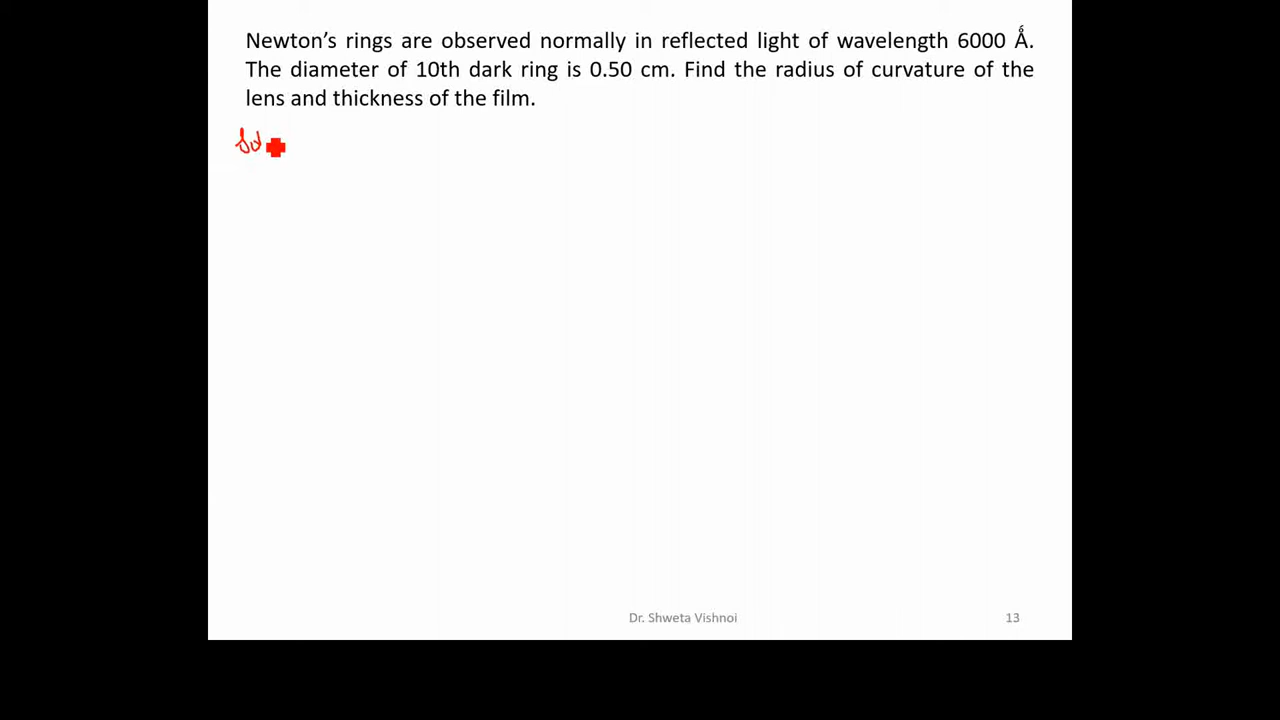 Newton’s rings are observed normally in reflected light of wavelength 6000 Å.
The diameter of 10th dark ring is 0.50 cm. Find the radius of curvature of the
lens and thickness of the film.
Sol
Dr. Shweta Vishnoi
13